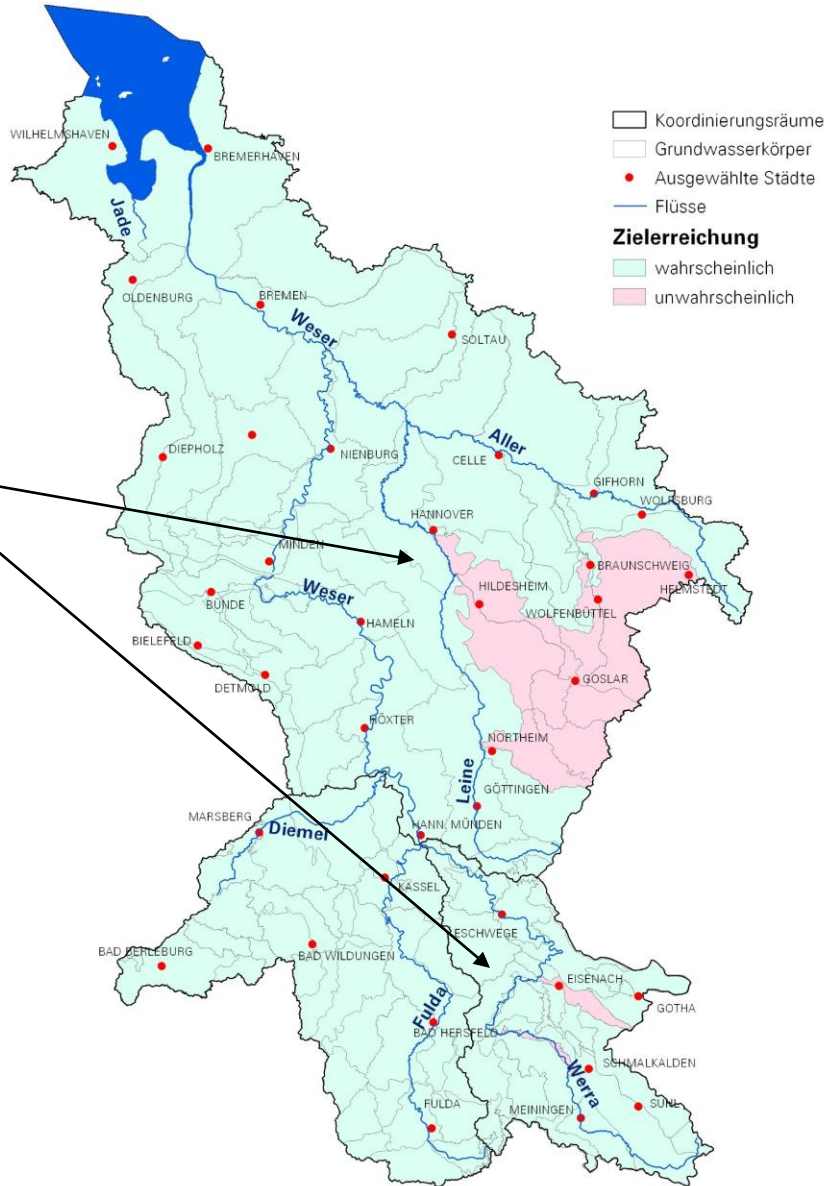 Koordinierungsräume
Grundwasserkörper
Ausgewählte Städte
Flüsse
Zielerreichung
wahrscheinlich
unwahrscheinlich
WILHELMSHAVEN
BREMERHAVEN
Jade
OLDENBURG
BREMEN
Weser
SOLTAU
DIEPHOLZ
NIENBURG
Aller
CELLE
GIFHORN
WOLFSBURG
HANNOVER
MINDEN
BRAUNSCHWEIG
HELMSTEDT
BÜNDE
Weser
HILDESHEIM
WOLFENBÜTTEL
HAMELN
BIELEFELD
DETMOLD
GOSLAR
HÖXTER
NORTHEIM
Leine
GÖTTINGEN
MARSBERG
Diemel
HANN. MÜNDEN
KASSEL
ESCHWEGE
BAD BERLEBURG
BAD WILDUNGEN
EISENACH
GOTHA
Fulda
BAD HERSFELD
SCHMALKALDEN
Werra
FULDA
MEININGEN
SUHL